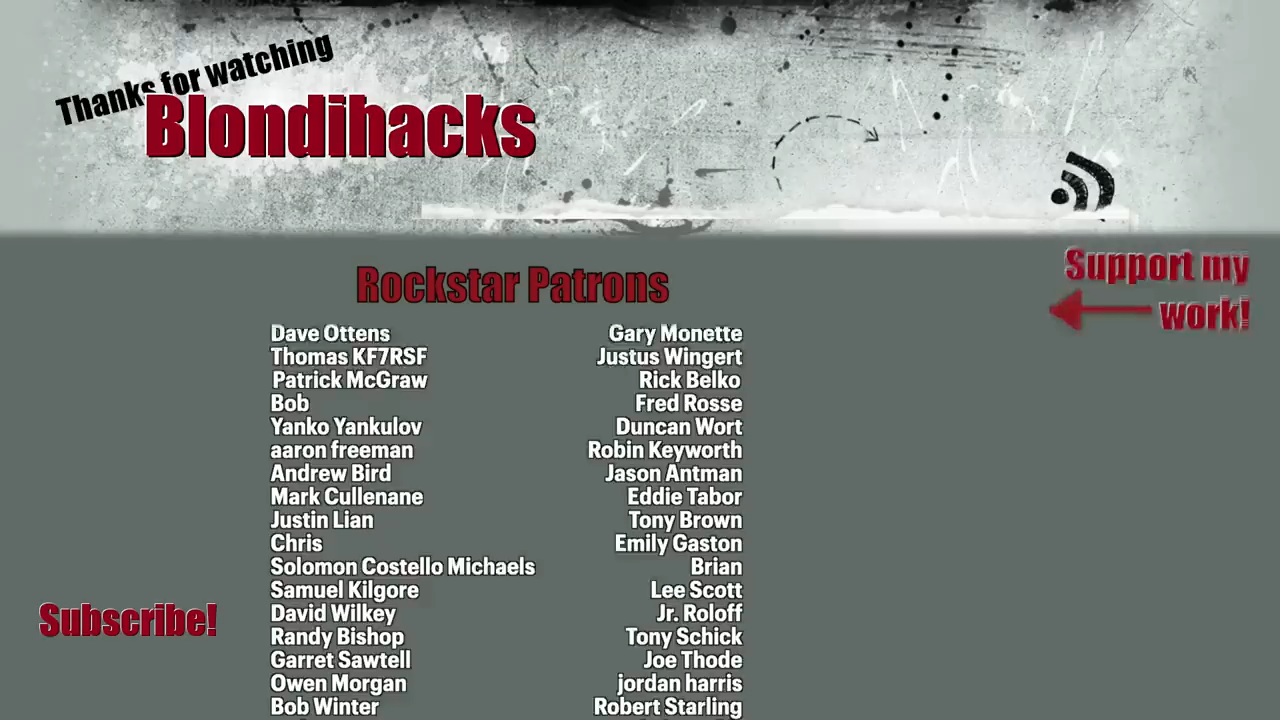 Thanks for watching
Blondihacks
Support my
work!
Rockstar Patrons
Dave Ottens Gary Monette
Thomas KF7RSF Justus Wingert
Patrick McGraw Rick Belko
Bob Fred Rosse
Yanko Yankulov Duncan Wort
aaron freeman Robin Keyworth
Andrew Bird Jason Antman
Mark Cullenane Eddie Tabor
Justin Lian Tony Brown
Chris Emily Gaston
Solomon Costello Michaels Brian
Samuel Kilgore Lee Scott
David Wilkey Jr. Roloff
Randy Bishop Tony Schick
Garret Sawtell Joe Thode
Owen Morgan jordan harris
Bob Winter Robert Starling
Subscribe!